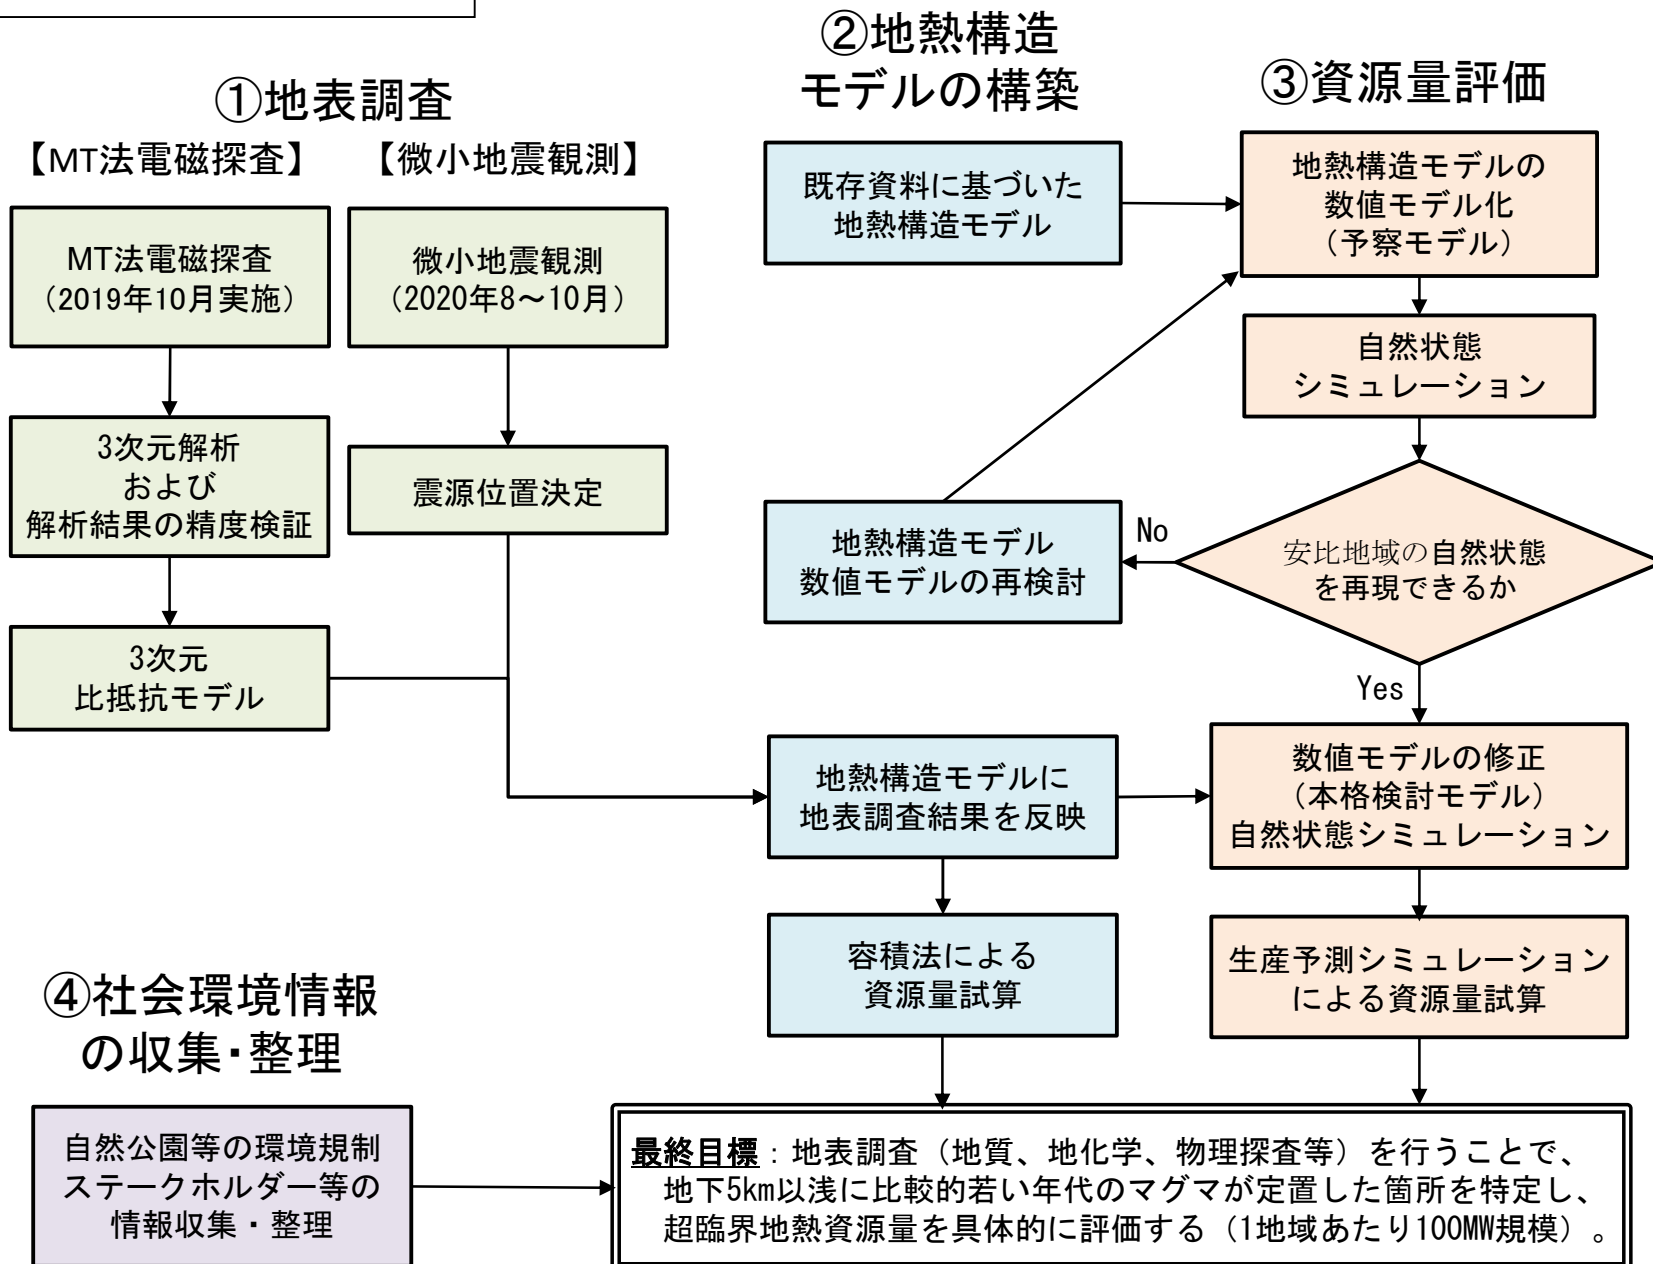 ①地表調査
【MT法電磁探査】
【微小地震観測】
MT法電磁探査
(2019年10月実施)
微小地震観測
(2020年8～10月)
3次元解析
および
解析結果の精度検証
震源位置決定
3次元
比抵抗モデル
②地熱構造
モデルの構築
既存資料に基づいた
地熱構造モデル
地熱構造モデル
数値モデルの再検討
地熱構造モデルに
地表調査結果を反映
容積法による
資源量試算
③資源量評価
地熱構造モデルの
数値モデル化
(予察モデル)
自然状態
シミュレーション
安比地域の自然状態
を再現できるか
No
Yes
数値モデルの修正
(本格検討モデル)
自然状態シミュレーション
生産予測シミュレーション
による資源量試算
④社会環境情報
の収集・整理
自然公園等の環境規制
ステークホルダー等の
情報収集・整理
最終目標：地表調査（地質、地化学、物理探査等）を行うことで、
地下5km以浅に比較的若い年代のマグマが定置した箇所を特定し、
超臨界地熱資源量を具体的に評価する（1地域あたり100MW規模）。